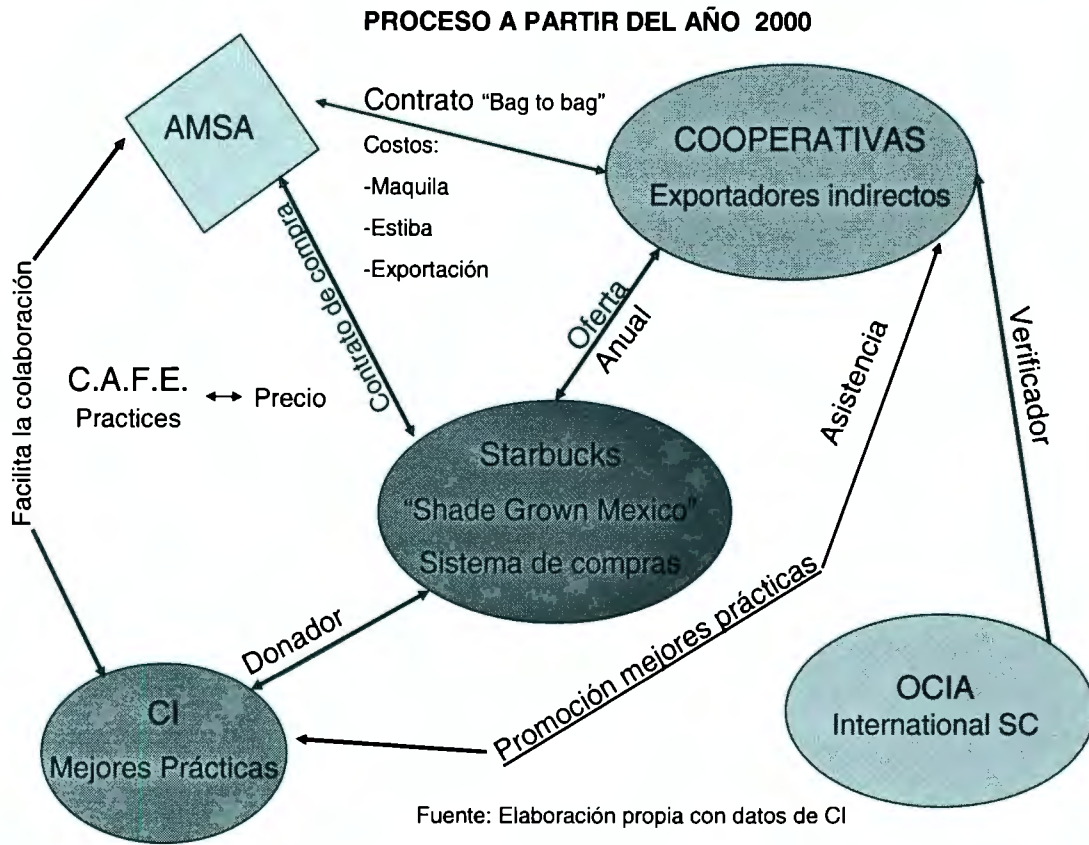 PROCESO A PARTIR DEL AÑO 2000
AMSA
Contrato "Bag to bag"
Costos:
-Maquila
-Estiba
-Exportación
COOPERATIVAS
Exportadores indirectos
Facilita la colaboración
Contrato de compra
Oferta
Anual
Asistencia
Verificador
C.A.F.E.
Practices
Precio
Starbucks
"Shade Grown Mexico"
Sistema de compras
Donador
Promoción mejores prácticas
CI
Mejores Prácticas
OCIA
International SC
Fuente: Elaboración propia con datos de CI